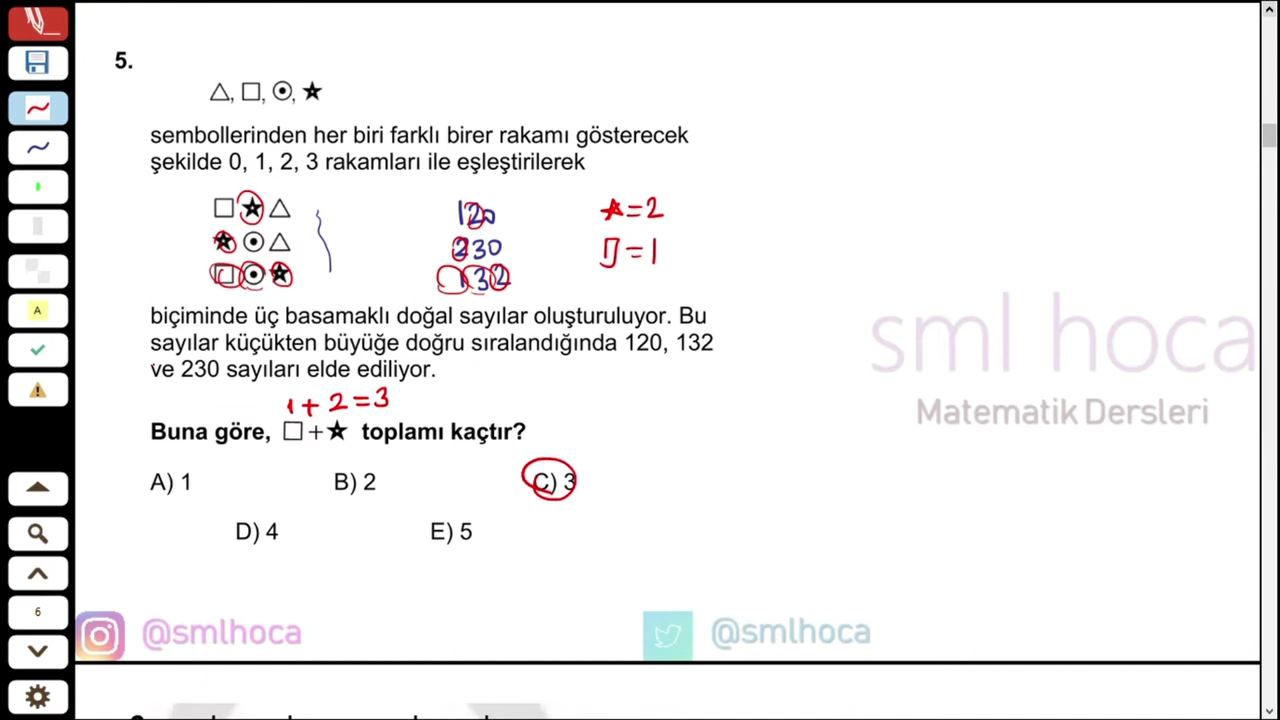 5.
△, □, ⊙, ★
sembollerinden her biri farklı birer rakamı gösterecek
şekilde 0, 1, 2, 3 rakamları ile eşleştirilerek
□ ★ △ 120 ★ = 2
★ ⊙ △ 230 □ = 1
□ ⊙ ★ 132
biçiminde üç basamaklı doğal sayılar oluşturuluyor. Bu
sayılar küçükten büyüğe doğru sıralandığında 120, 132
ve 230 sayıları elde ediliyor.
1 + 2 = 3
Buna göre, □ + ★ toplamı kaçtır?
A) 1 B) 2 C) 3
D) 4 E) 5
sml hoca
Matematik Dersleri
@smlhoca @smlhoca
A
6